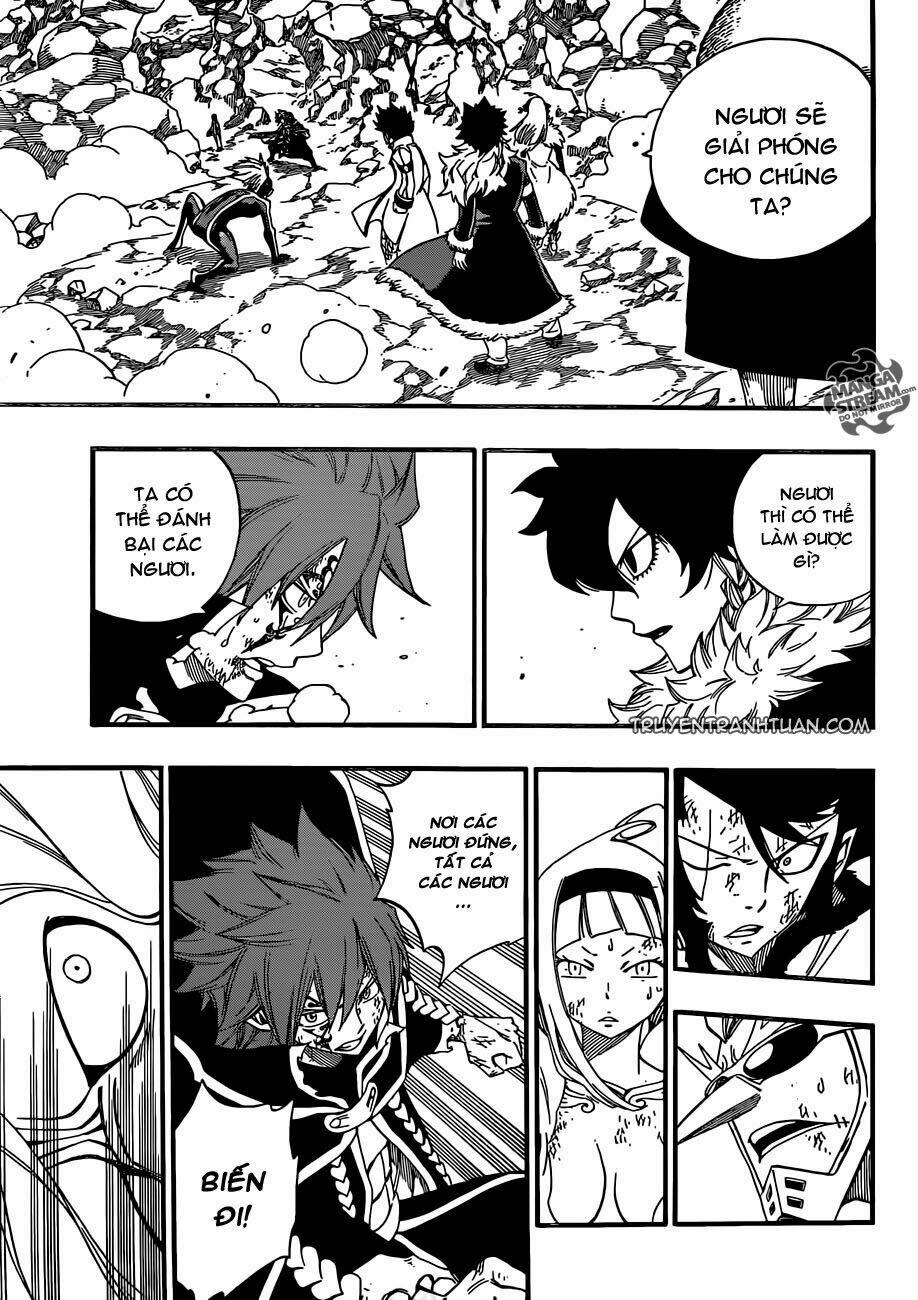 NGƯƠI SẼ
GIẢI PHÓNG
CHO CHÚNG
TA?
MANGA
STREAM.com
DO NOT MIRROR
NGƯƠI
THÌ CÓ THỂ
LÀM ĐƯỢC
GÌ?
TA CÓ
THỂ ĐÁNH
BẠI CÁC
NGƯƠI.
TRUYENTRANHTUAN.COM
NƠI CÁC
NGƯƠI ĐỨNG,
TẤT CẢ
CÁC NGƯƠI
...
BIẾN
ĐI!